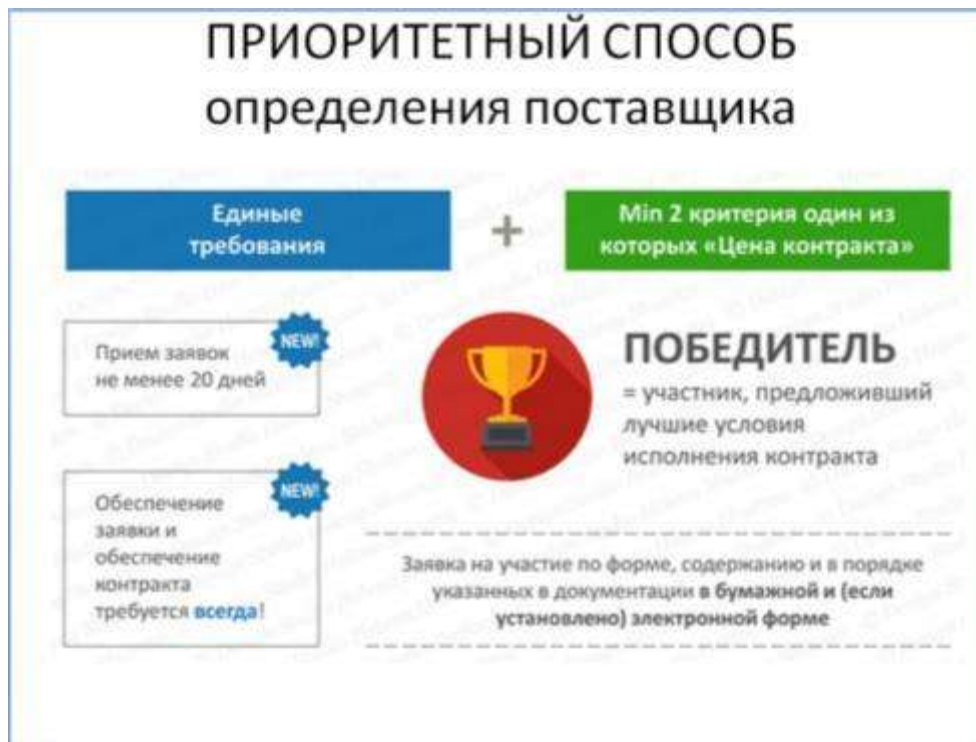 ПРИОРИТЕТНЫЙ СПОСОБ
определения поставщика
Единые
требования
+
Min 2 критерия один из
которых «Цена контракта»
NEW!
Прием заявок
не менее 20 дней
ПОБЕДИТЕЛЬ
= участник, предложивший
лучшие условия
исполнения контракта
NEW!
Обеспечение
заявки и
обеспечение
контракта
требуется всегда!
Заявка на участие по форме, содержанию и в порядке
указанных в документации в бумажной и (если
установлено) электронной форме